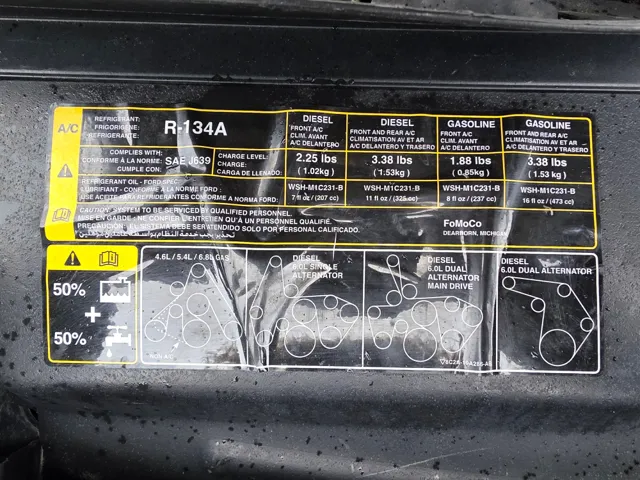 A/C
REFRIGERANT
FRIGORIGENE
REFRIGERANTE:
R-134A
DIESEL
FRONT A/C
CLIM. AVANT
A/C DELANTERO
DIESEL
FRONT AND REAR A/C
CLIMATISATION AV ET AR
A/C DELANTERO Y TRASERO
GASOLINE
FRONT A/C
CLIM. AVANT
A/C DELANTERO
GASOLINE
FRONT AND REAR A/C
CLIMATISATION AV ET AR
A/C DELANTERO Y TRASERO
COMPLIES WITH:
CONFORME À LA NORME:
CUMPLE CON:
SAE J639
CHARGE LEVEL:
CHARGE:
CARGA DE LLENADO:
2.25 lbs
(1.02kg)
3.38 lbs
(1.53kg)
1.88 lbs
(0.85kg)
3.38 lbs
(1.53 kg)
REFRIGERANT OIL - FORD SPEC
LUBRIFIANT - CONFORME À LA NORME FORD:
USE ACEITE PARA REFRIGERANTE FORD:
WSH-M1C231-B
7 fl oz (207 cc)
WSH-M1C231-B
11 fl oz (325 cc)
WSH-M1C231-B
8 fl oz (237 cc)
WSH-M1C231-B
16 fl oz (473 cc)
CAUTION: SYSTEM TO BE SERVICED BY QUALIFIED PERSONNEL.
MISE EN GARDE: NE CONFIER L'ENTRETIEN QU'À UN PERSONNEL QUALIFIÉ.
PRECAUCIÓN: EL SISTEMA DEBE SER ATENDIDO SOLO POR PERSONAL CALIFICADO.
FoMoCo
DEARBORN, MICHIGAN
50%
+
50%
4.6L / 5.4L / 6.8L GAS
DIESEL
6.0L SINGLE
ALTERNATOR
DIESEL
6.0L DUAL
ALTERNATOR
MAIN DRIVE
DIESEL
6.0L DUAL ALTERNATOR